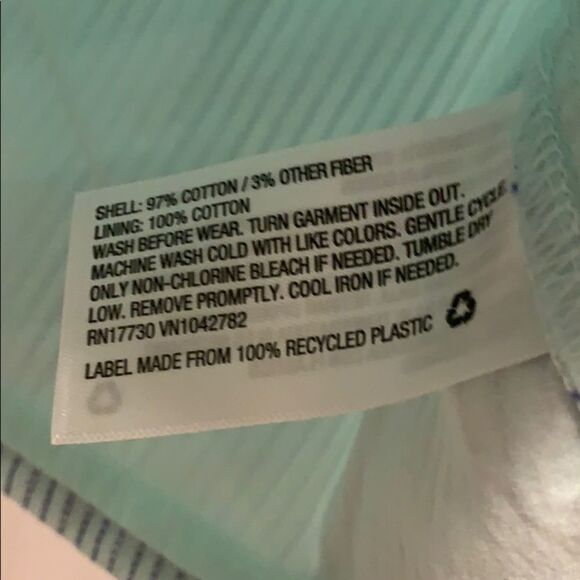 SHELL: 97% COTTON / 3% OTHER FIBER
LINING: 100% COTTON
WASH BEFORE WEAR. TURN GARMENT INSIDE OUT.
MACHINE WASH COLD WITH LIKE COLORS. GENTLE CYCLE.
ONLY NON-CHLORINE BLEACH IF NEEDED. TUMBLE DRY
LOW. REMOVE PROMPTLY. COOL IRON IF NEEDED.
RN17730 VN1042782
LABEL MADE FROM 100% RECYCLED PLASTIC